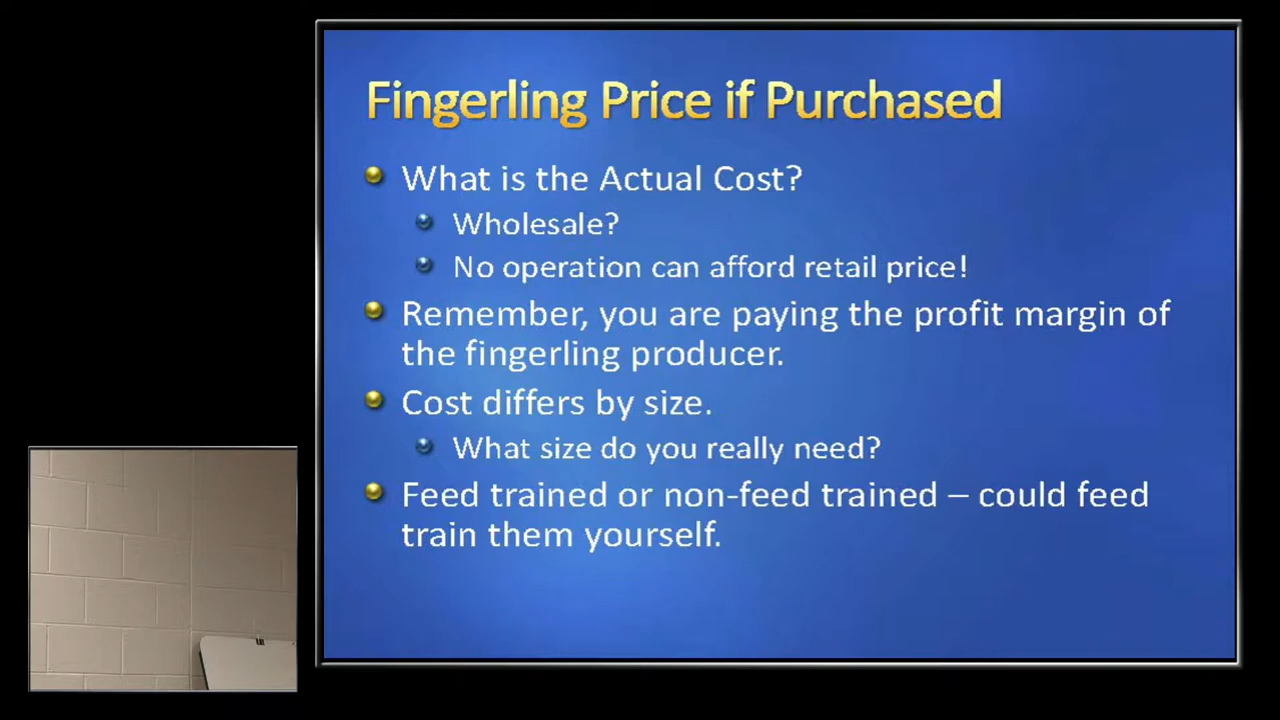 Fingerling Price if Purchased
What is the Actual Cost?
Wholesale?
No operation can afford retail price!
Remember, you are paying the profit margin of
the fingerling producer.
Cost differs by size.
What size do you really need?
Feed trained or non-feed trained – could feed
train them yourself.